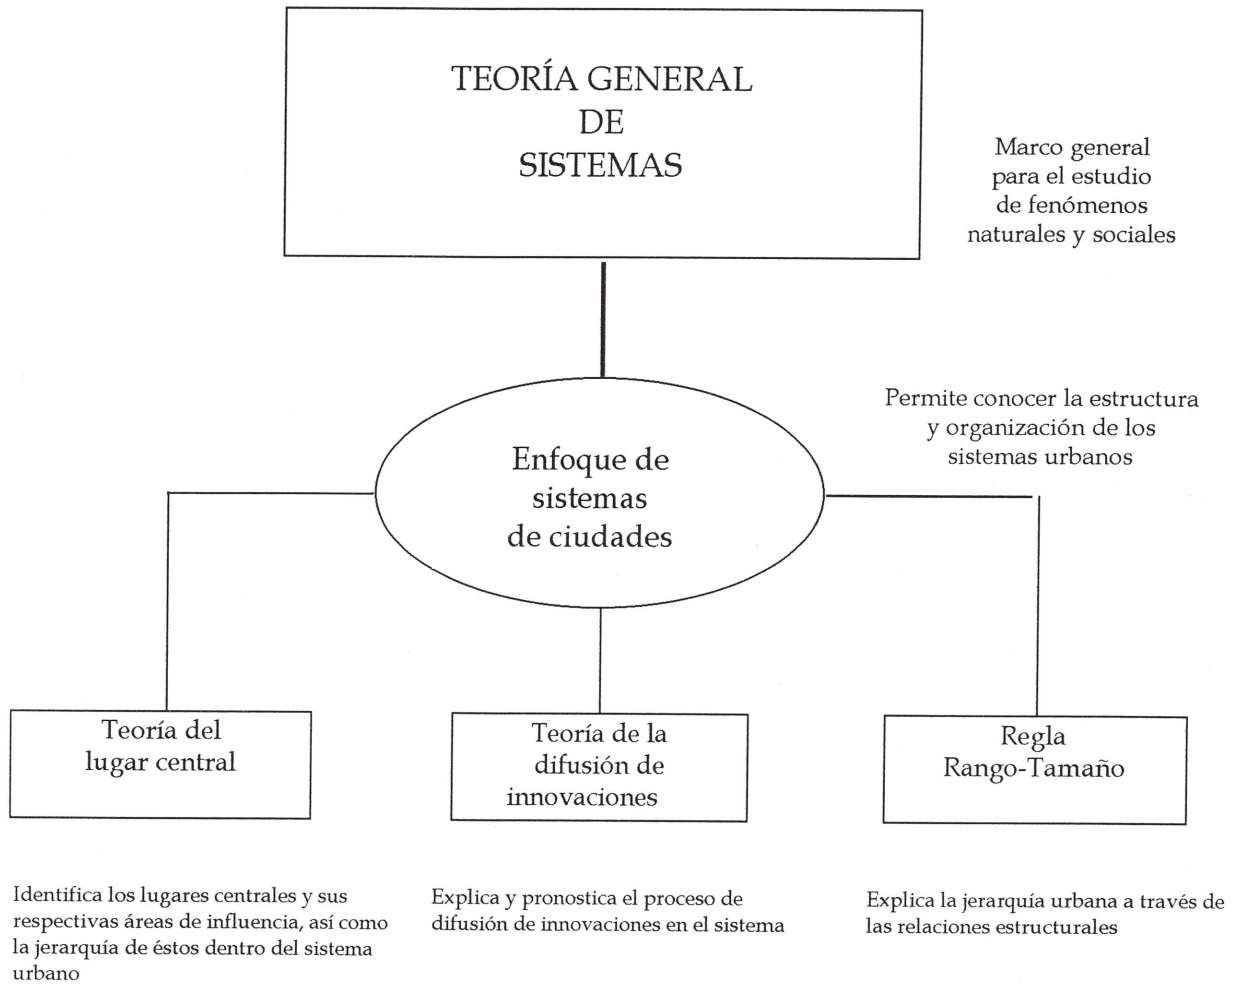 TEORÍA GENERAL
DE
SISTEMAS
Marco general
para el estudio
de fenómenos
naturales y sociales
Permite conocer la estructura
y organización de los
sistemas urbanos
Enfoque de
sistemas
de ciudades
Teoría del
lugar central
Teoría de la
difusión de
innovaciones
Regla
Rango-Tamaño
Identifica los lugares centrales y sus
respectivas áreas de influencia, así como
la jerarquía de éstos dentro del sistema
urbano
Explica y pronostica el proceso de
difusión de innovaciones en el sistema
Explica la jerarquía urbana a través de
las relaciones estructurales